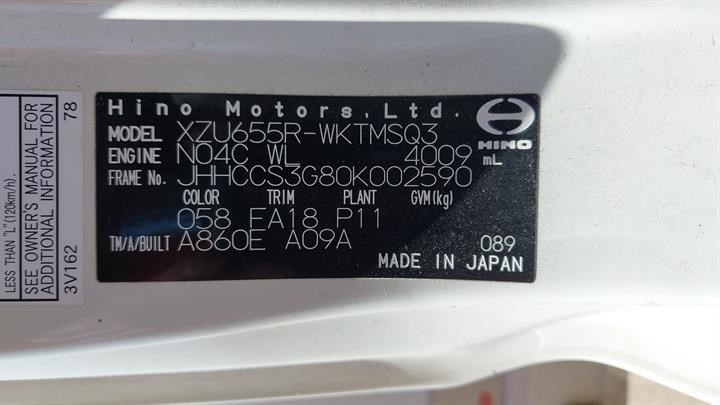 Hino Motors,Ltd.
HINO
MODEL XZU655R-WKTMSQ3
ENGINE N04C WL 4009 mL
FRAME No. JHHCCS3G80K002590
COLOR TRIM PLANT GVM(kg)
058 FA18 P11
TM/A/BUILT A860E A09A
089
MADE IN JAPAN
LESS THAN "L"(120km/h).
SEE OWNER'S MANUAL FOR
ADDITIONAL INFORMATION
3V162 78